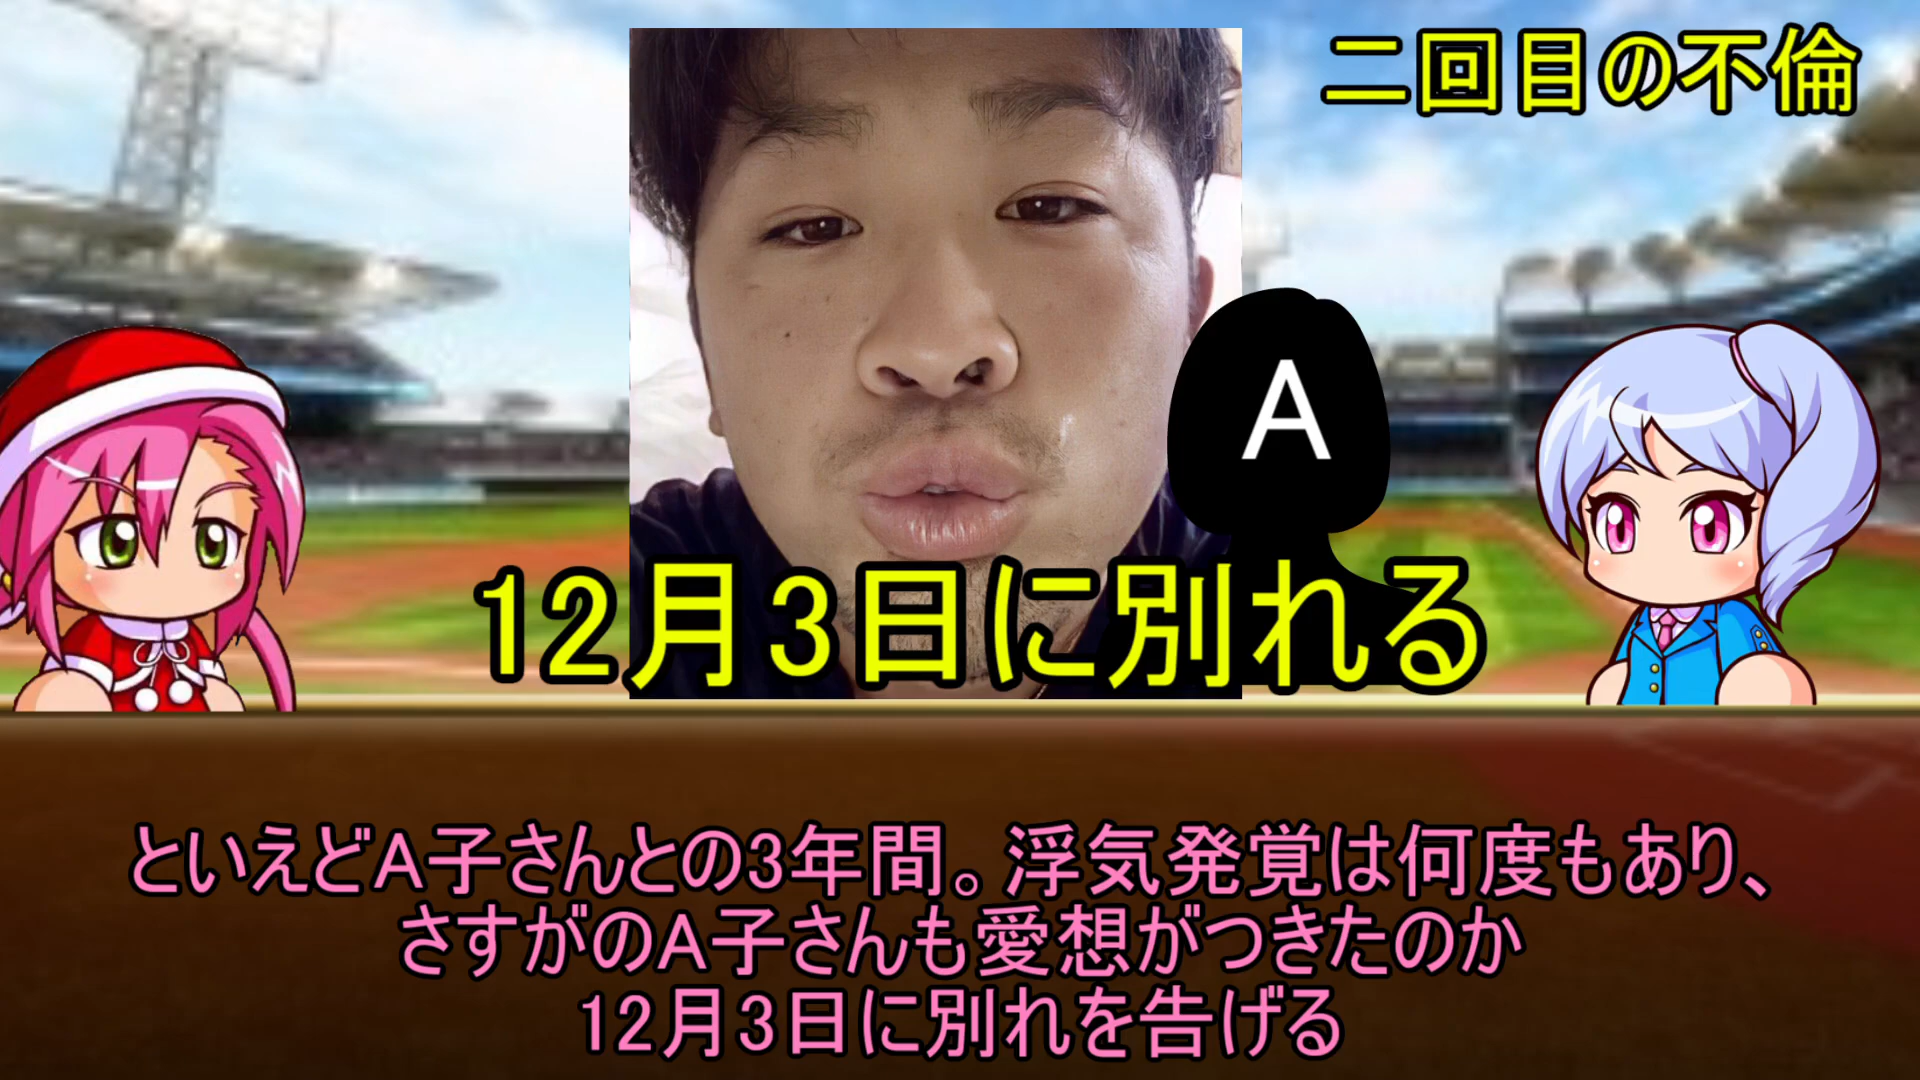 二回目の不倫
A
12月3日に別れる
といえどA子さんとの3年間。浮気発覚は何度もあり、
さすがのA子さんも愛想がつきたのか
12月3日に別れを告げる